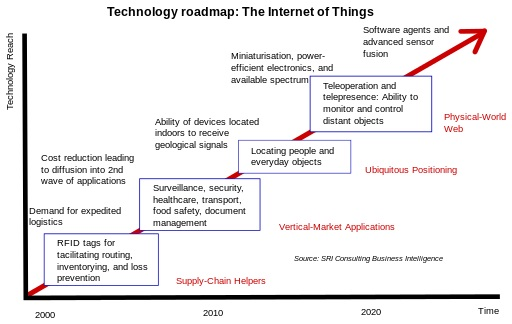 Technology roadmap: The Internet of Things
Technology Reach
Software agents and
advanced sensor
fusion
Miniaturisation, power-
efficient electronics, and
available spectrum
Teleoperation and
telepresence: Ability to
monitor and control
distant objects
Physical-World
Web
Ability of devices located
indoors to receive
geological signals
Locating people and
everyday objects
Ubiquitous Positioning
Cost reduction leading
to diffusion into 2nd
wave of applications
Surveillance, security,
healthcare, transport,
food safety, document
management
Vertical-Market Applications
Demand for expedited
logistics
RFID tags for
tacilitating routing,
inventorying, and loss
prevention
Supply-Chain Helpers
Source: SRI Consulting Business Intelligence
2000
2010
2020
Time